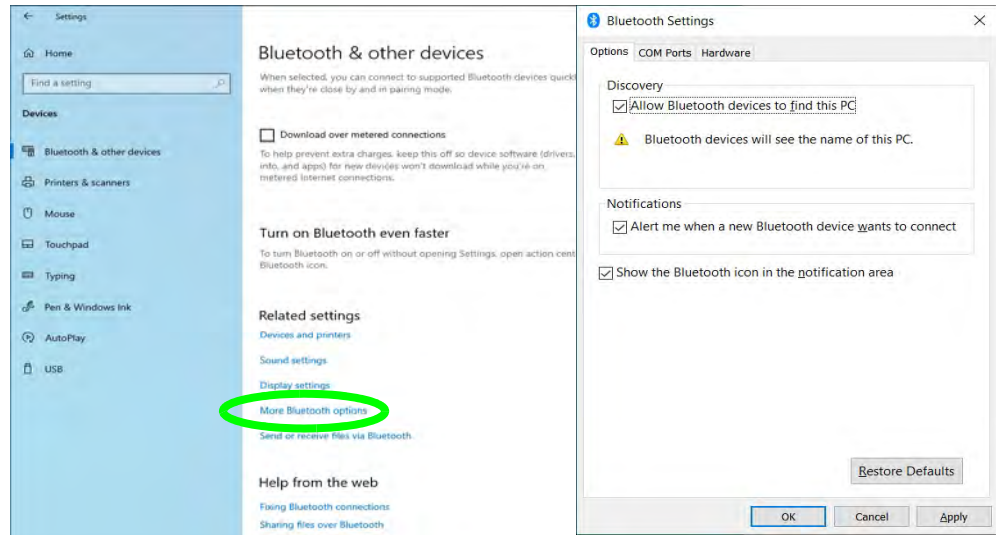 Settings
Home
Find a setting
Devices
Bluetooth & other devices
Printers & scanners
Mouse
Touchpad
Typing
Pen & Windows Ink
AutoPlay
USB
Bluetooth & other devices
When selected, you can connect to supported Bluetooth devices quickl
when they're close by and in pairing mode.
Download over metered connections
To help prevent extra charges, keep this off so device software (drivers,
info, and apps) for new devices won't download while you're on
metered Internet connections.
Turn on Bluetooth even faster
To turn Bluetooth on or off without opening Settings, open action cent
Bluetooth icon.
Related settings
Devices and printers
Sound settings
Display settings
More Bluetooth options
Send or receive files via Bluetooth
Help from the web
Fixing Bluetooth connections
Sharing files over Bluetooth
Bluetooth Settings
Options COM Ports Hardware
Discovery
Allow Bluetooth devices to find this PC
Bluetooth devices will see the name of this PC.
Notifications
Alert me when a new Bluetooth device wants to connect
Show the Bluetooth icon in the notification area
Restore Defaults
OK Cancel Apply